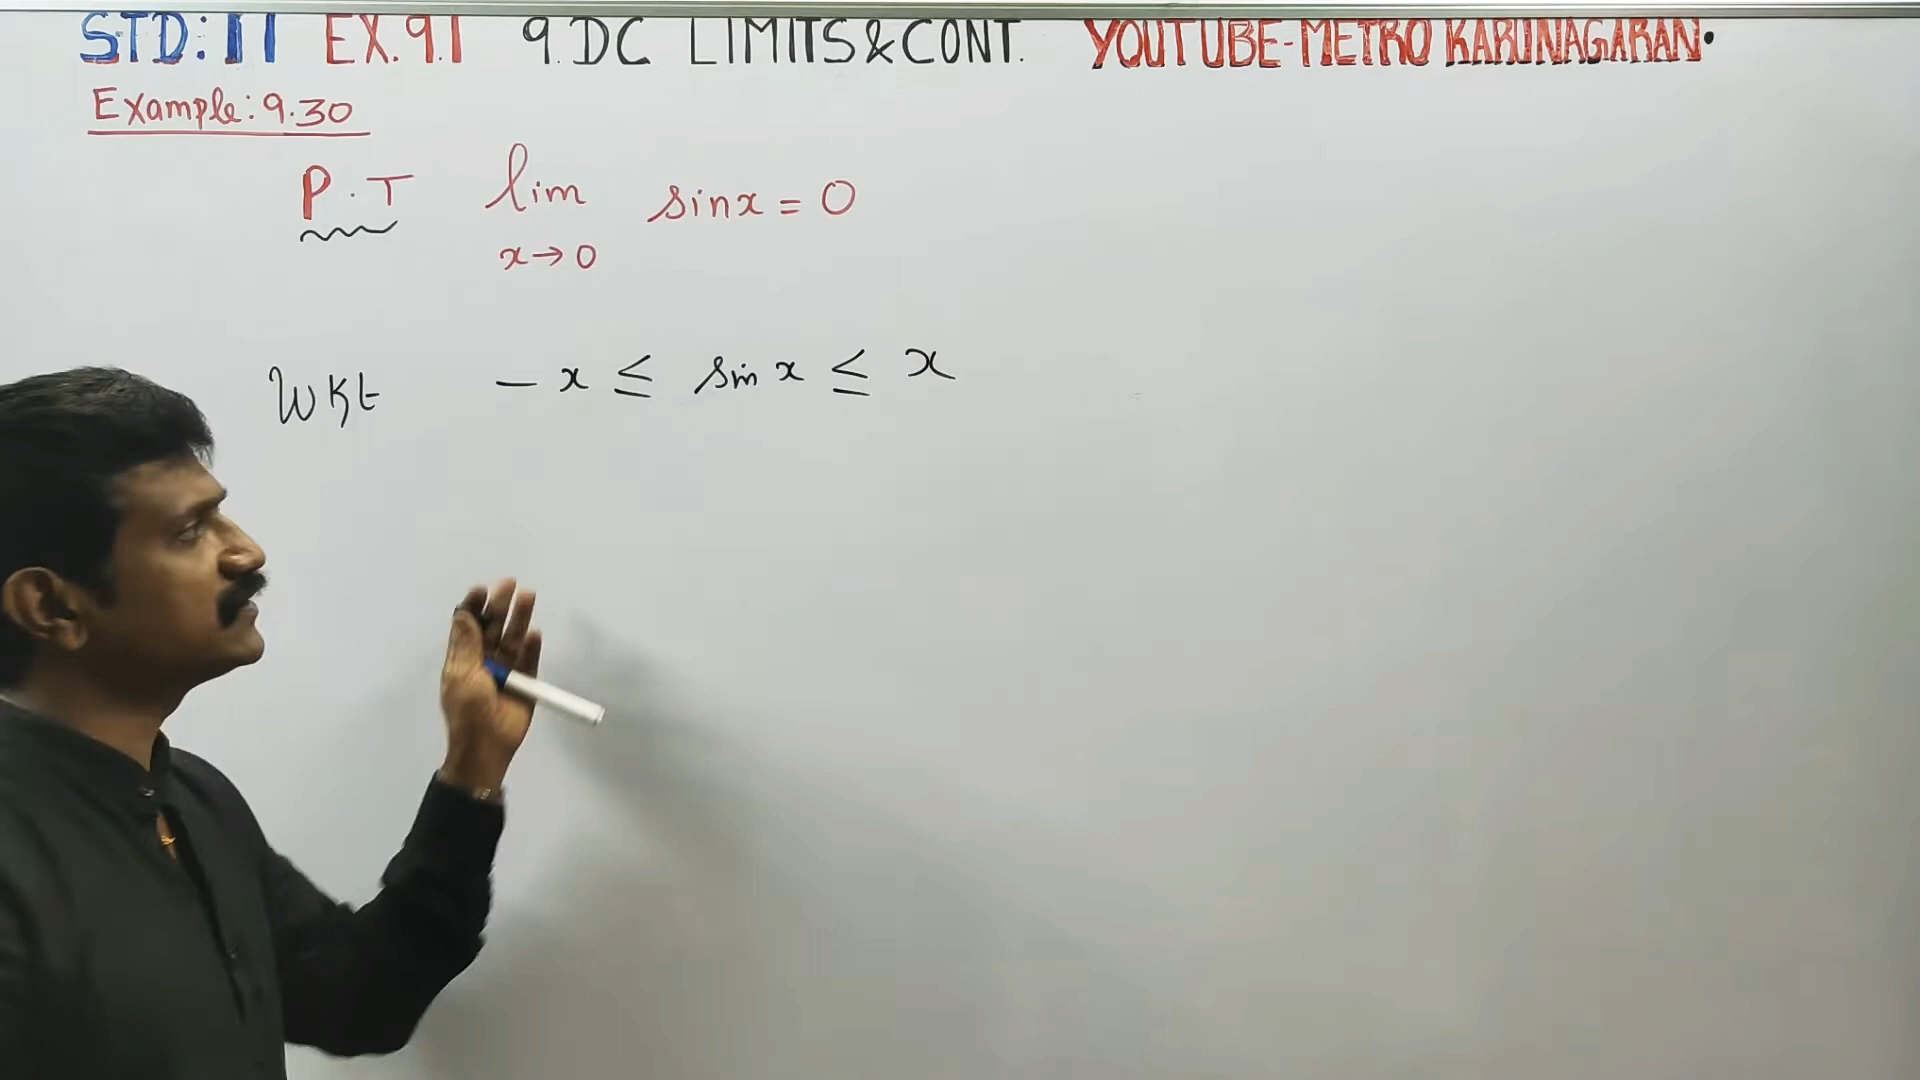 STD: 11 EX. 9.1 9. DC LIMITS & CONT. YOUTUBE-METRO KARUNAGARAN.
Example: 9.30
P.T lim sinx = 0
x→0
WKt - x ≤ sin x ≤ x